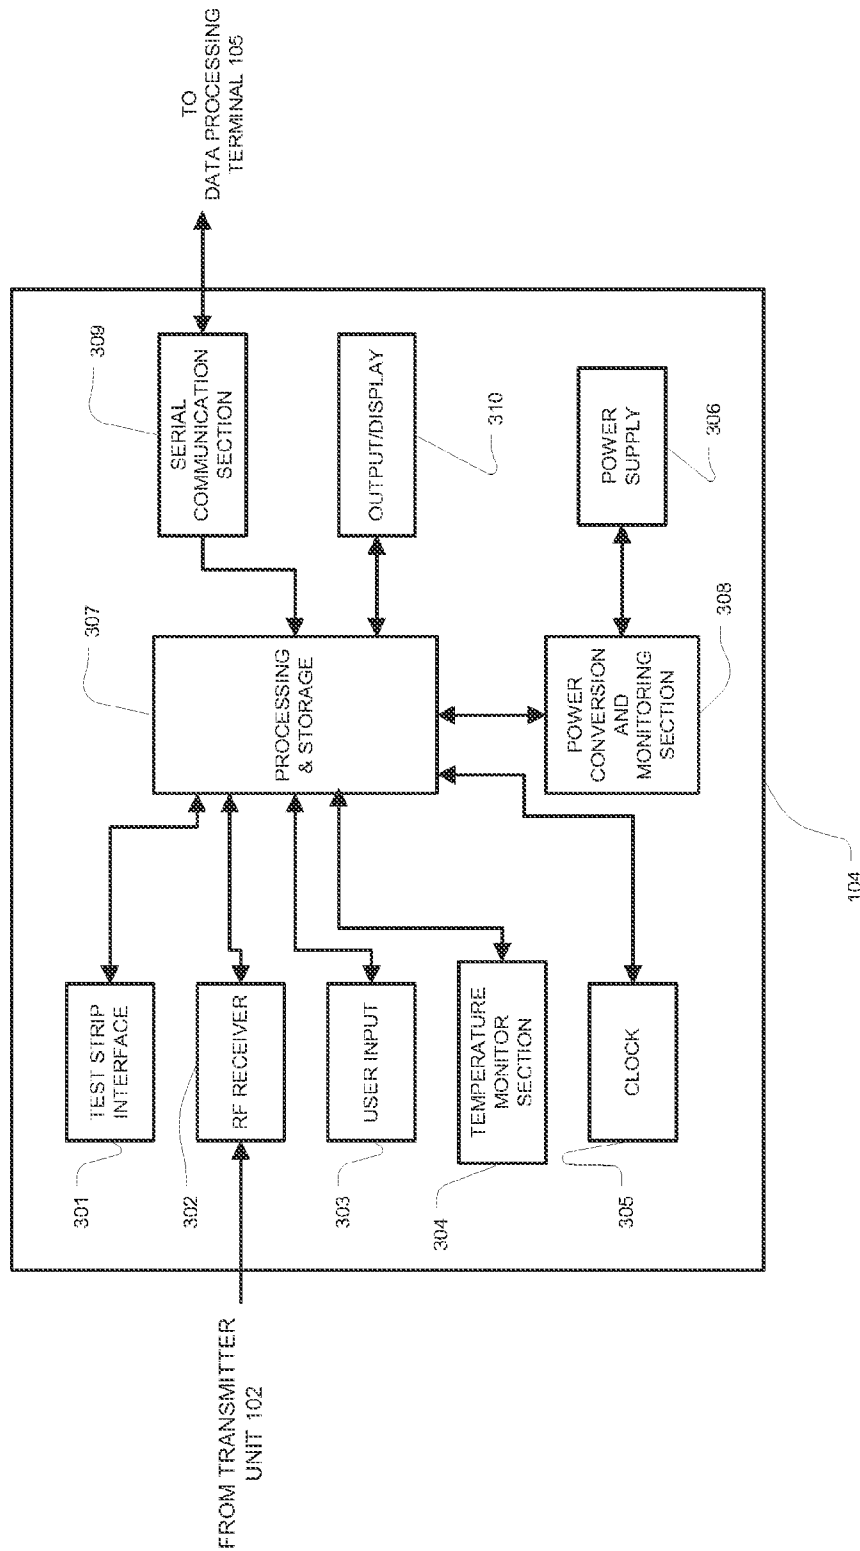 FROM TRANSMITTER
UNIT 102
301
TEST STRIP
INTERFACE
302
RF RECEIVER
303
USER INPUT
304
TEMPERATURE
MONITOR
SECTION
305
CLOCK
307
PROCESSING
& STORAGE
308
POWER
CONVERSION
AND
MONITORING
SECTION
309
SERIAL
COMMUNICATION
SECTION
310
OUTPUT/DISPLAY
306
POWER
SUPPLY
TO
DATA PROCESSING
TERMINAL 105
104